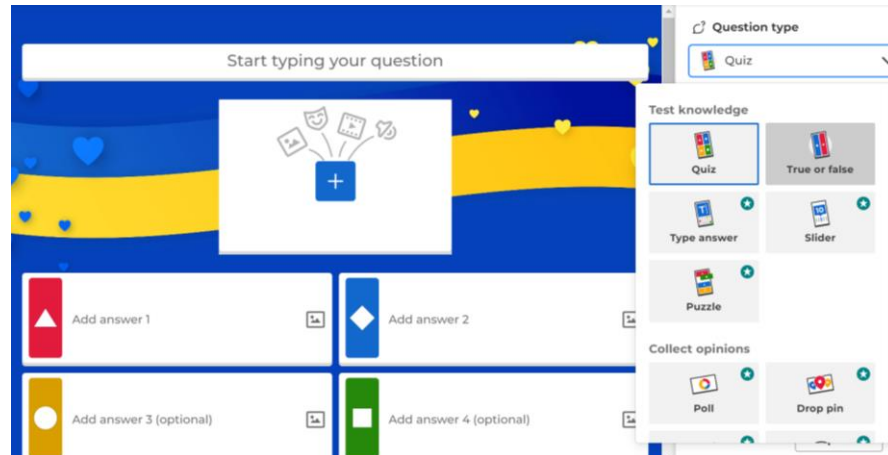 Start typing your question
Add answer 1
Add answer 2
Add answer 3 (optional)
Add answer 4 (optional)
Question type
Quiz
Test knowledge
Quiz
True or false
Type answer
Slider
Puzzle
Collect opinions
Poll
Drop pin